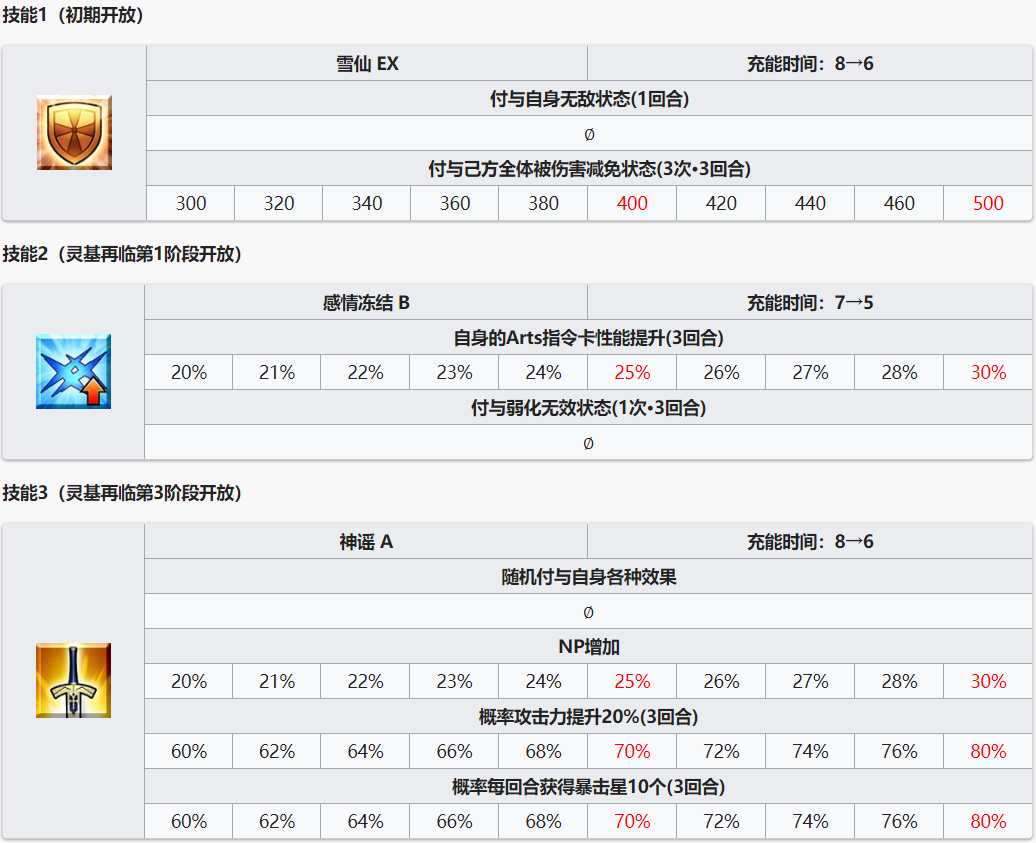 技能1（初期开放）
雪仙 EX 充能时间：8→6
付与自身无敌状态(1回合)
∅
付与己方全体被伤害减免状态(3次•3回合)
300 320 340 360 380 400 420 440 460 500
技能2（灵基再临第1阶段开放）
感情冻结 B 充能时间：7→5
自身的Arts指令卡性能提升(3回合)
20% 21% 22% 23% 24% 25% 26% 27% 28% 30%
付与弱化无效状态(1次•3回合)
∅
技能3（灵基再临第3阶段开放）
神谣 A 充能时间：8→6
随机付与自身各种效果
∅
NP增加
20% 21% 22% 23% 24% 25% 26% 27% 28% 30%
概率攻击力提升20%(3回合)
60% 62% 64% 66% 68% 70% 72% 74% 76% 80%
概率每回合获得暴击星10个(3回合)
60% 62% 64% 66% 68% 70% 72% 74% 76% 80%